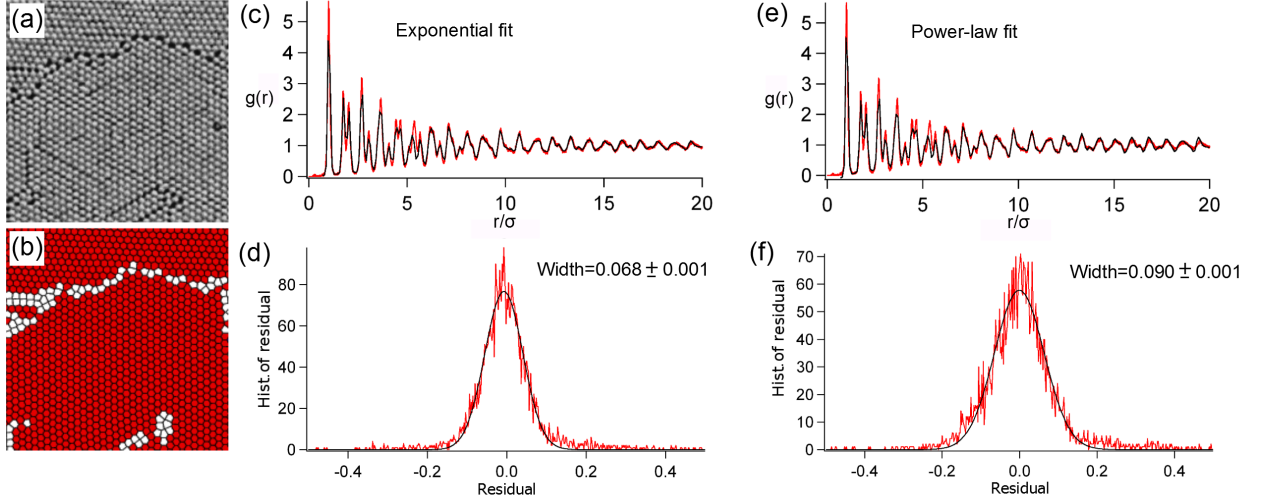 (a)
(b)
(c)
Exponential fit
g(r)
5
4
3
2
1
0
0 5 10 15 20
r/σ
(d)
Width=0.068 ± 0.001
Hist. of residual
80
60
40
20
0
-0.4 -0.2 0.0 0.2 0.4
Residual
(e)
Power-law fit
g(r)
5
4
3
2
1
0
0 5 10 15 20
r/σ
(f)
Width=0.090 ± 0.001
Hist. of residual
70
60
50
40
30
20
10
0
-0.4 -0.2 0.0 0.2 0.4
Residual